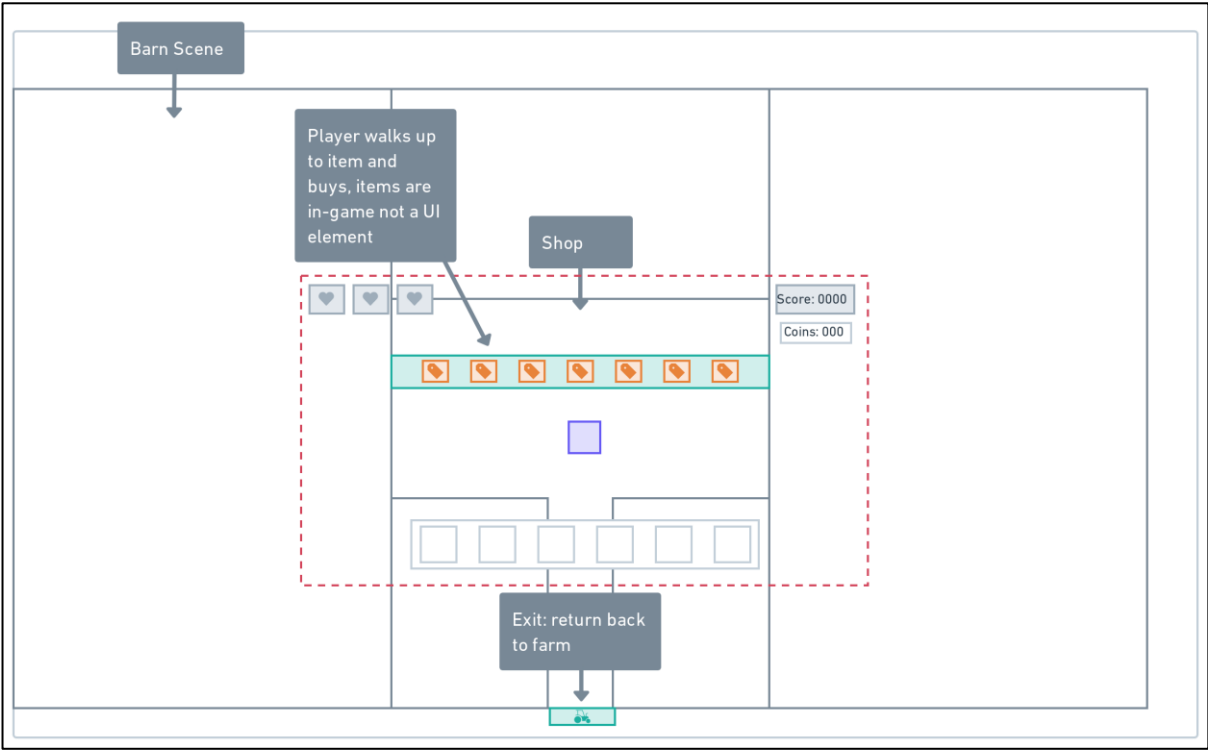 Barn Scene
Player walks up
to item and
buys, items are
in-game not a UI
element
Shop
Score: 0000
Coins: 000
Exit: return back
to farm